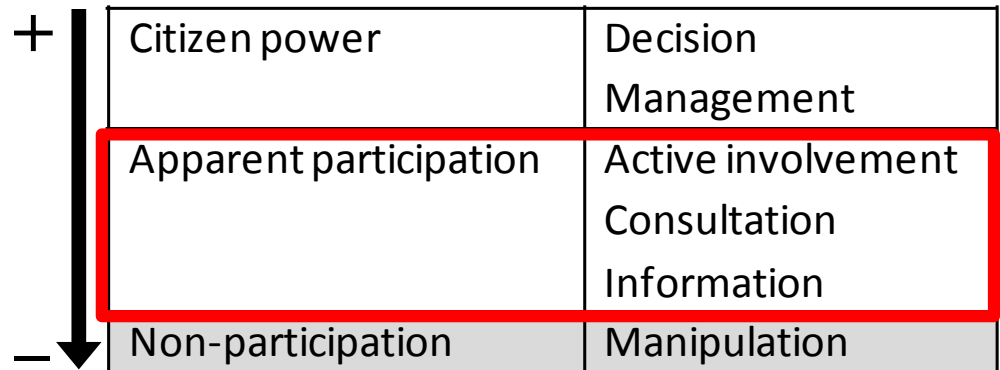 +
Citizen power Decision
Management
Apparent participation Active involvement
Consultation
Information
Non-participation Manipulation
–